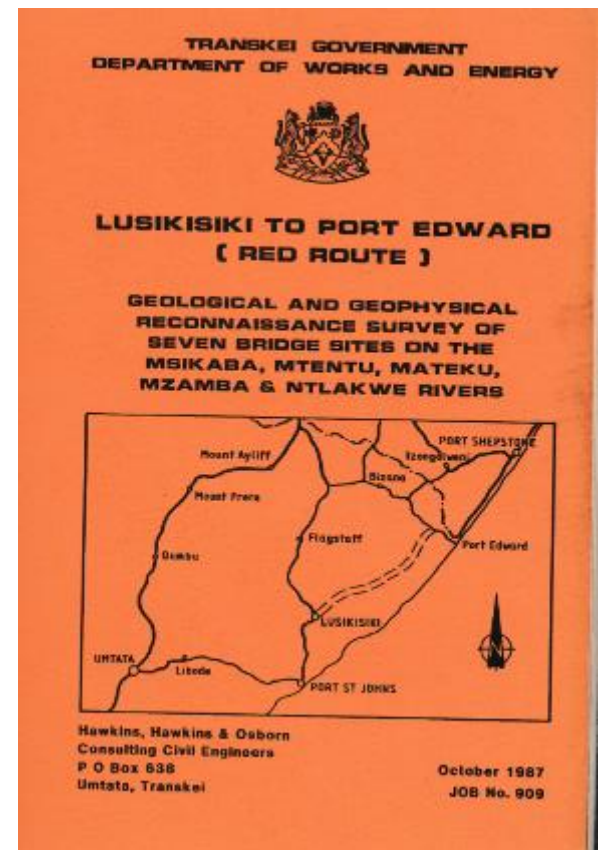 TRANSKEI GOVERNMENT
DEPARTMENT OF WORKS AND ENERGY
LUSIKISIKI TO PORT EDWARD
( RED ROUTE )
GEOLOGICAL AND GEOPHYSICAL
RECONNAISSANCE SURVEY OF
SEVEN BRIDGE SITES ON THE
MSIKABA, MTENTU, MATEKU,
MZAMBA & NTLAKWE RIVERS
PORT SHEPSTONE
Mount Ayliff
Bizana
Mount Frere
Flagstaff
Port Edward
LUSIKISIKI
N
UMTATA
Libode
PORT ST JOHNS
Hawkins, Hawkins & Osborn
Consulting Civil Engineers
P O Box 638
Umtata, Transkei
October 1987
JOB No. 909